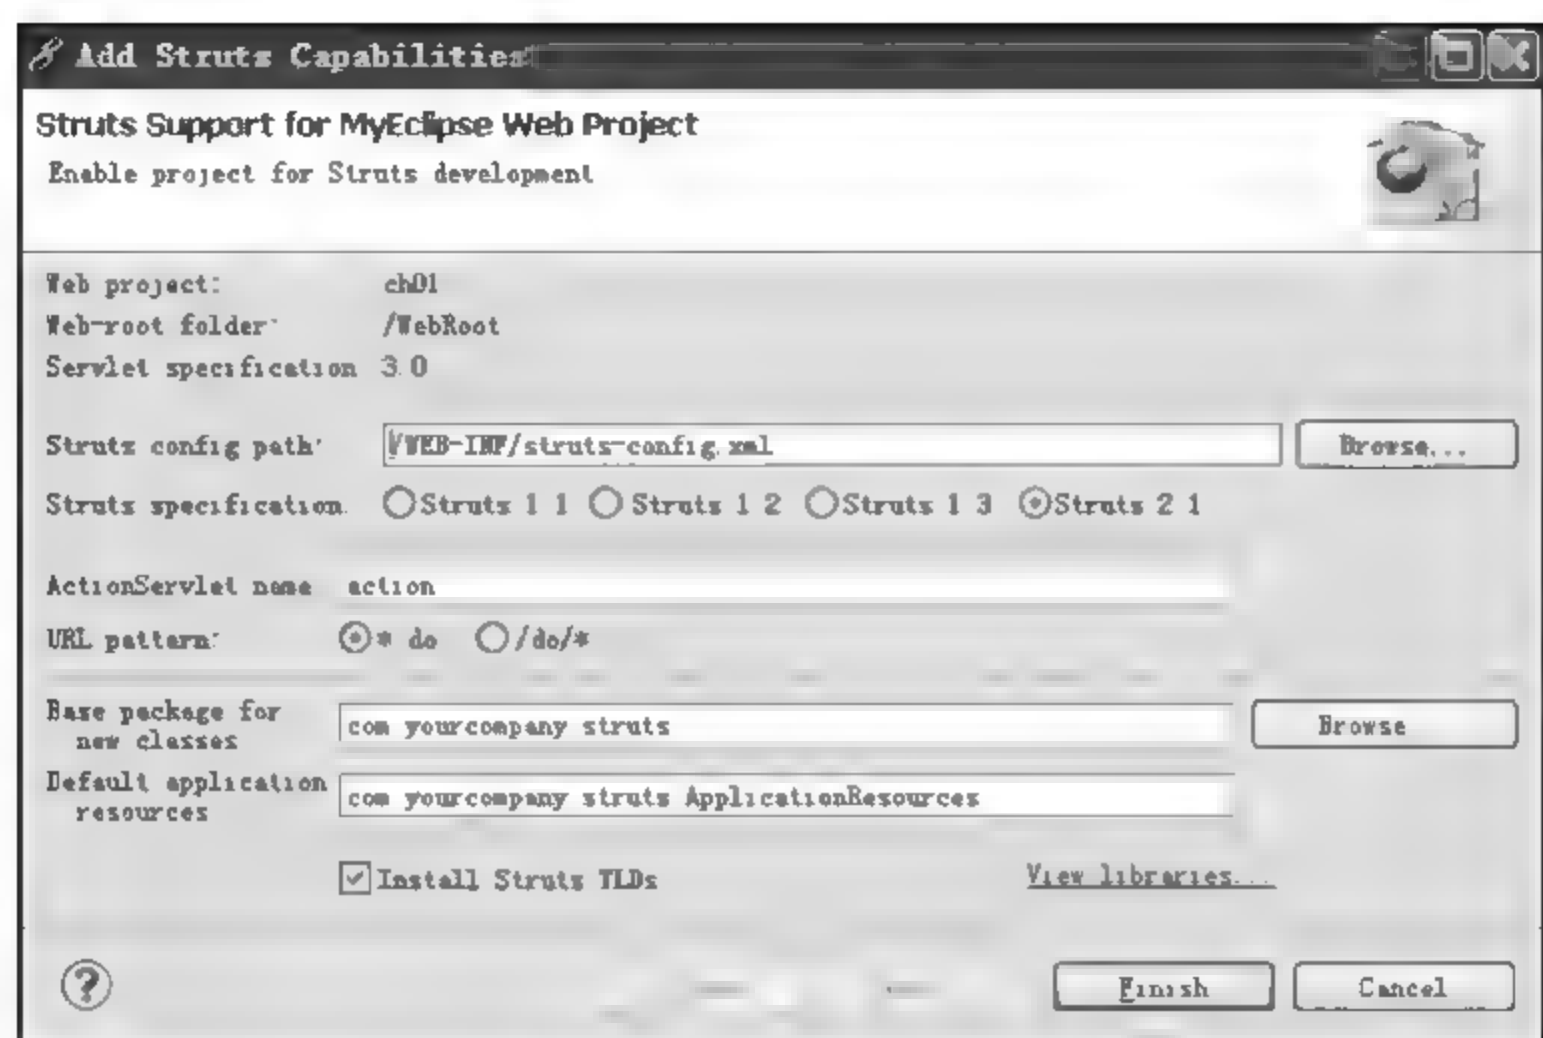 Add Struts Capabilities
Struts Support for MyEclipse Web Project
Enable project for Struts development
Web project: ch01
Web-root folder: /WebRoot
Servlet specification 3.0
Struts config path: /WEB-INF/struts-config.xml Browse...
Struts specification. Struts 1 1 Struts 1 2 Struts 1 3 Struts 2 1
ActionServlet name action
URL pattern: * do /do/*
Base package for
new classes
com yourcompany struts Browse
Default application
resources
com yourcompany struts ApplicationResources
Install Struts TLDs View libraries...
? Finish Cancel